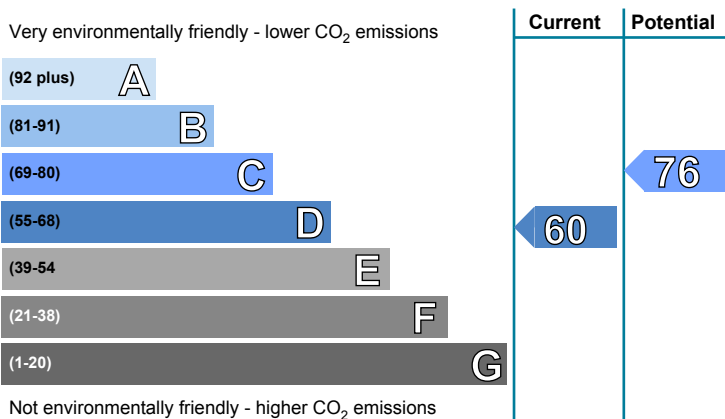 Current Potential
Very environmentally friendly - lower CO2 emissions
(92 plus) A
(81-91) B
(69-80) C 76
(55-68) D 60
(39-54 E
(21-38) F
(1-20) G
Not environmentally friendly - higher CO2 emissions